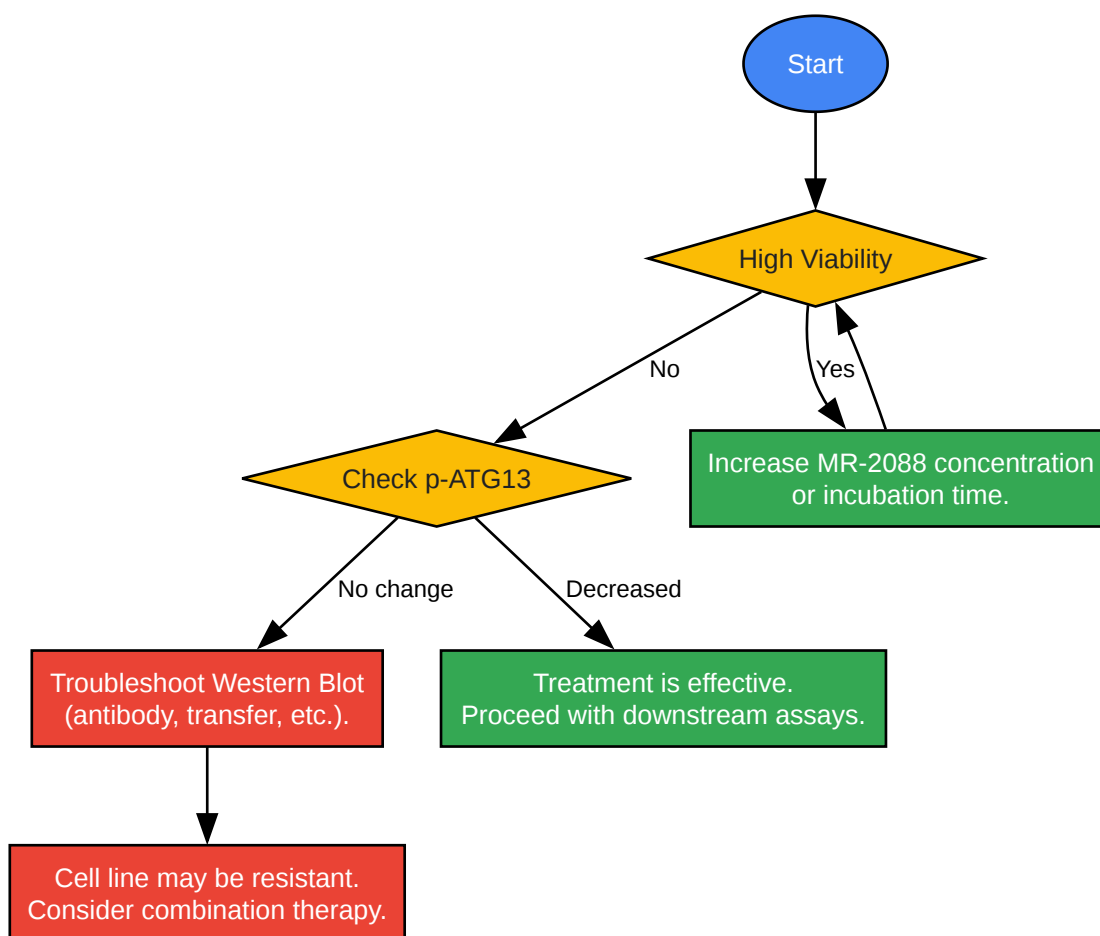 Start
High Viability
No
Yes
Increase MR-2088 concentration
or incubation time.
Check p-ATG13
No change
Decreased
Troubleshoot Western Blot
(antibody, transfer, etc.).
Treatment is effective.
Proceed with downstream assays.
Cell line may be resistant.
Consider combination therapy.